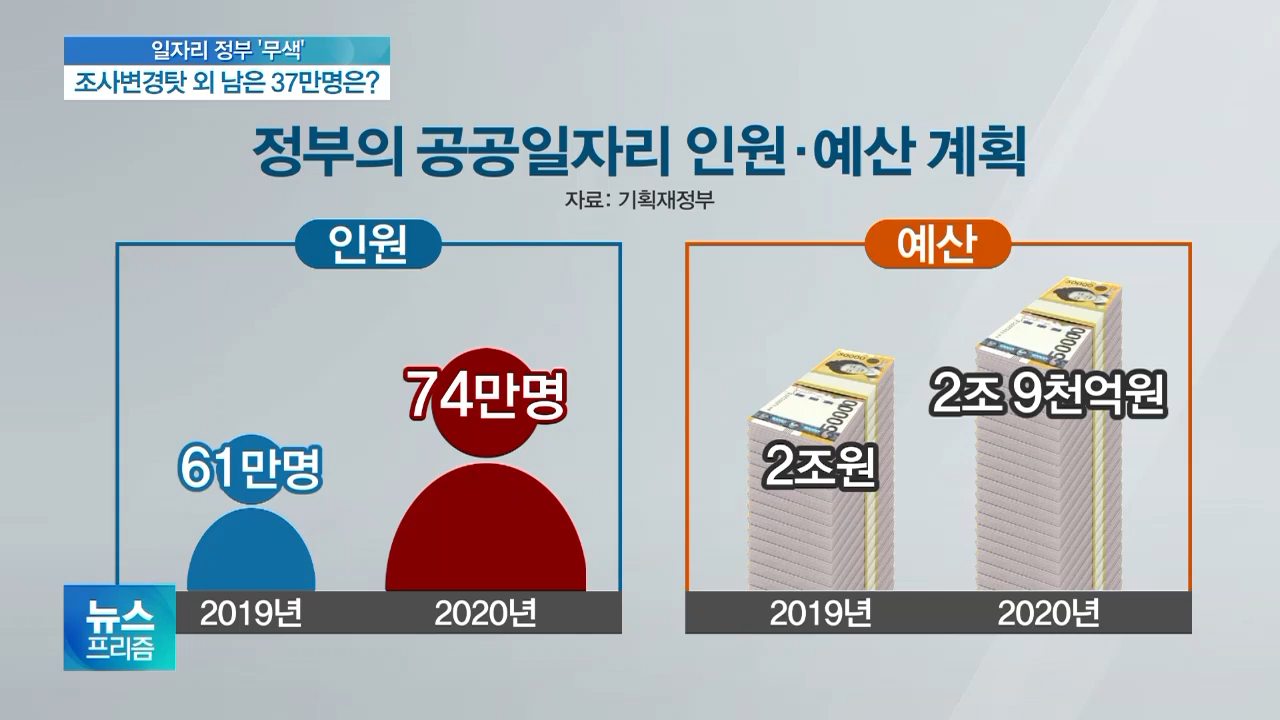 일자리 정부 '무색'
조사변경탓 외 남은 37만명은?
정부의 공공일자리 인원·예산 계획
자료: 기획재정부
인원
61만명
74만명
2019년
2020년
예산
50000
50000
2조원
50000
50000
2조 9천억원
2019년
2020년
뉴스
프리즘